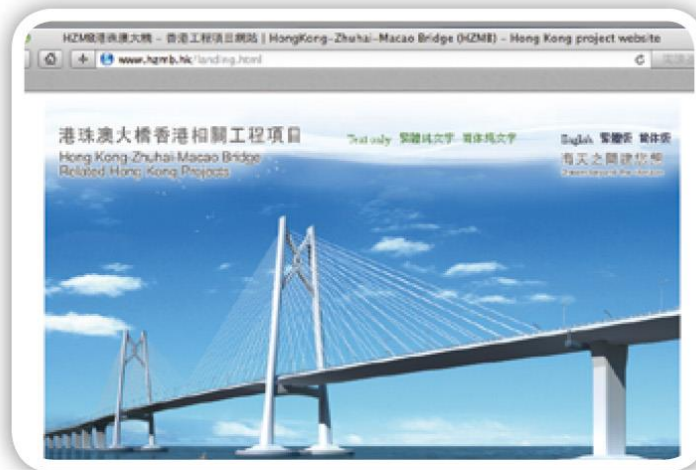 HZMB港珠澳大橋 - 香港工程項目網站 | HongKong-Zhuhai-Macao Bridge (HZMB) - Hong Kong project website
www.hzmb.hk/landing.html
港珠澳大橋香港相關工程項目
Hong Kong-Zhuhai-Macao Bridge
Related Hong Kong Projects
Text only 繁體純文字 简体纯文字
English 繁體版 简体版